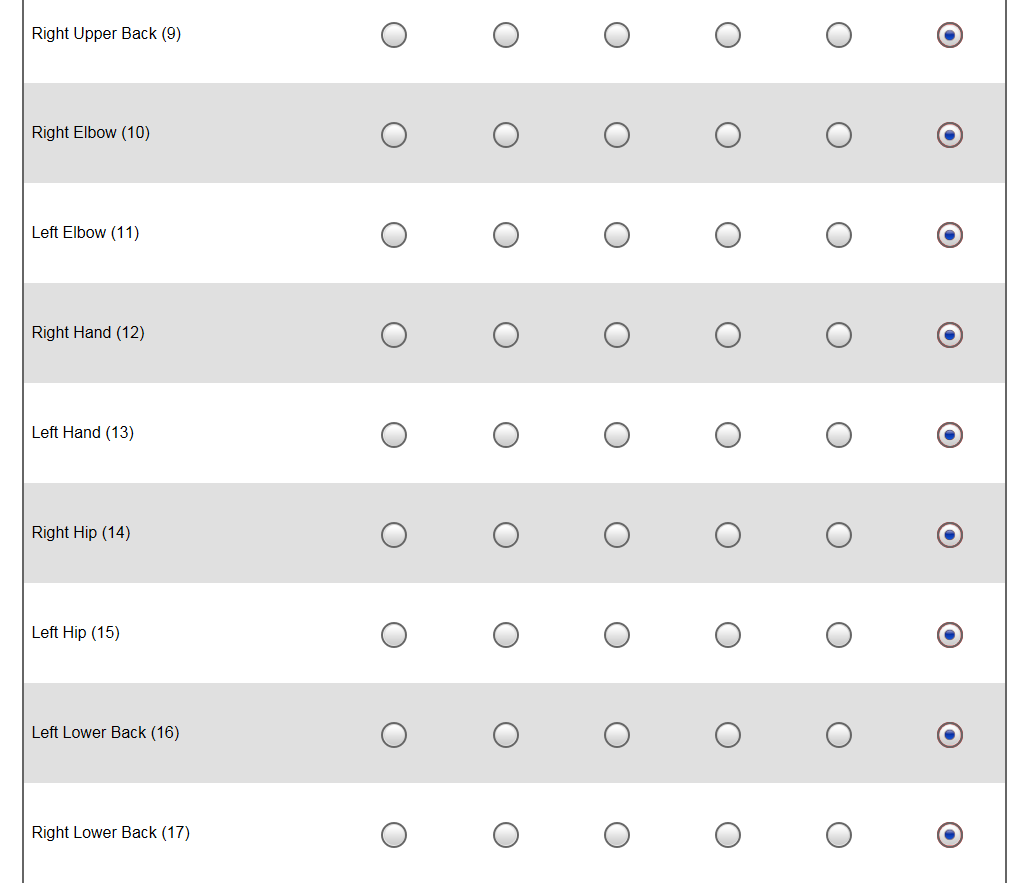 Right Upper Back (9)
Right Elbow (10)
Left Elbow (11)
Right Hand (12)
Left Hand (13)
Right Hip (14)
Left Hip (15)
Left Lower Back (16)
Right Lower Back (17)